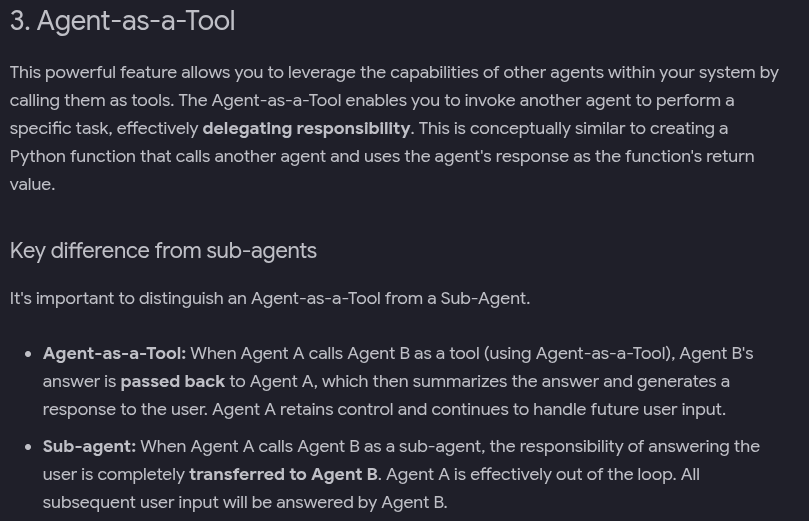 3. Agent-as-a-Tool
This powerful feature allows you to leverage the capabilities of other agents within your system by
calling them as tools. The Agent-as-a-Tool enables you to invoke another agent to perform a
specific task, effectively delegating responsibility. This is conceptually similar to creating a
Python function that calls another agent and uses the agent's response as the function's return
value.
Key difference from sub-agents
It's important to distinguish an Agent-as-a-Tool from a Sub-Agent.
• Agent-as-a-Tool: When Agent A calls Agent B as a tool (using Agent-as-a-Tool), Agent B's
answer is passed back to Agent A, which then summarizes the answer and generates a
response to the user. Agent A retains control and continues to handle future user input.
• Sub-agent: When Agent A calls Agent B as a sub-agent, the responsibility of answering the
user is completely transferred to Agent B. Agent A is effectively out of the loop. All
subsequent user input will be answered by Agent B.